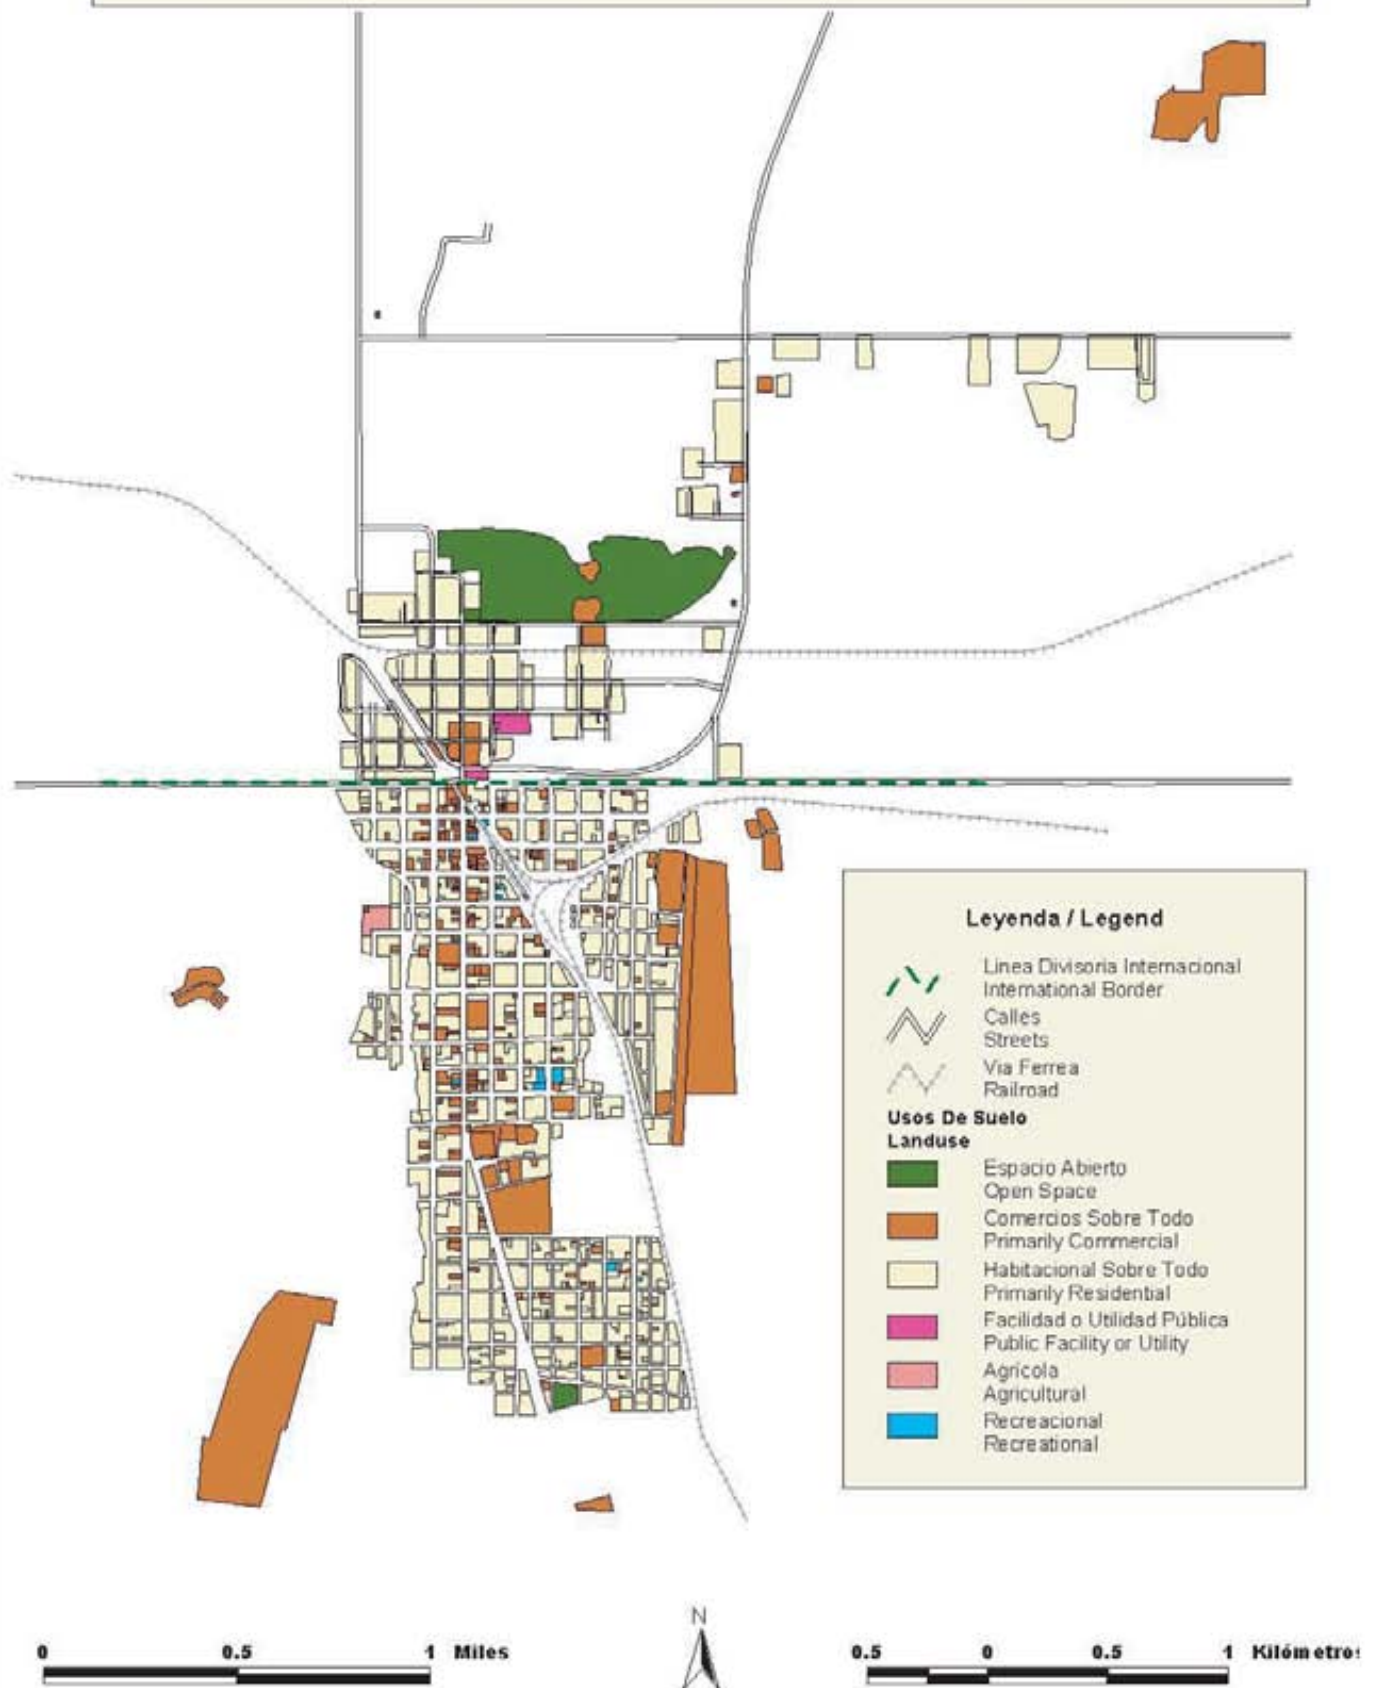 Leyenda / Legend
Linea Divisoria Internacional
International Border
Calles
Streets
Via Ferrea
Railroad
Usos De Suelo
Landuse
Espacio Abierto
Open Space
Comercios Sobre Todo
Primarily Commercial
Habitacional Sobre Todo
Primarily Residential
Facilidad o Utilidad Pública
Public Facility or Utility
Agrícola
Agricultural
Recreacional
Recreational
N
0 0.5 1 Miles
0.5 0 0.5 1 Kilómetros